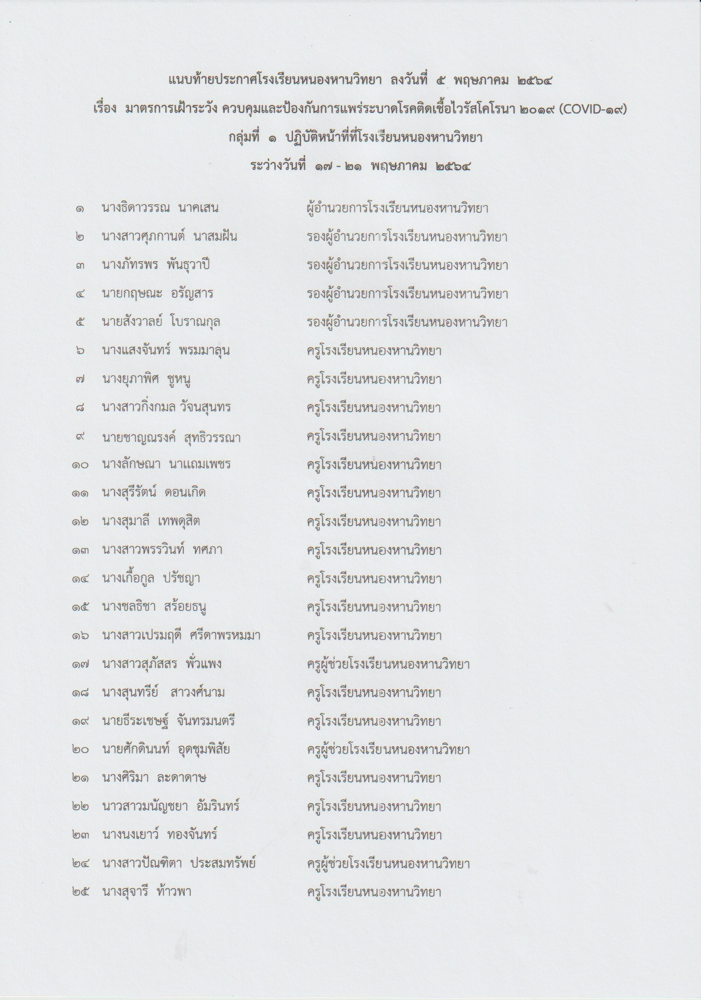 แนบท้ายประกาศโรงเรียนหนองหานวิทยา ลงวันที่ ๕ พฤษภาคม ๒๕๖๔
เรื่อง มาตรการเฝ้าระวัง ควบคุมและป้องกันการแพร่ระบาดโรคติดเชื้อไวรัสโคโรนา ๒๐๑๙ (COVID-๑๙)
กลุ่มที่ ๑ ปฏิบัติหน้าที่ที่โรงเรียนหนองหานวิทยา
ระว่างวันที่ ๑๗ - ๒๑ พฤษภาคม ๒๕๖๔
๑ นางธิดาวรรณ นาคเสน ผู้อำนวยการโรงเรียนหนองหานวิทยา
๒ นางสาวศุภกานต์ นาสมฝัน รองผู้อำนวยการโรงเรียนหนองหานวิทยา
๓ นางภัทรพร พันธุวาปี รองผู้อำนวยการโรงเรียนหนองหานวิทยา
๔ นายกฤษณะ อรัญสาร รองผู้อำนวยการโรงเรียนหนองหานวิทยา
๕ นายสังวาลย์ โบราณกุล รองผู้อำนวยการโรงเรียนหนองหานวิทยา
๖ นางแสงจันทร์ พรมมาลุน ครูโรงเรียนหนองหานวิทยา
๗ นางยุภาพิศ ชูหนู ครูโรงเรียนหนองหานวิทยา
๘ นางสาวกิ่งกมล วัจนสุนทร ครูโรงเรียนหนองหานวิทยา
๙ นายชาญณรงค์ สุทธิวรรณา ครูโรงเรียนหนองหานวิทยา
๑๐ นางลักษณา นาแถมเพชร ครูโรงเรียนหนองหานวิทยา
๑๑ นางสุรีรัตน์ ดอนเกิด ครูโรงเรียนหนองหานวิทยา
๑๒ นางสุมาลี เทพดุสิต ครูโรงเรียนหนองหานวิทยา
๑๓ นางสาวพรรวินท์ ทศภา ครูโรงเรียนหนองหานวิทยา
๑๔ นางเกื้อกูล ปรัชญา ครูโรงเรียนหนองหานวิทยา
๑๕ นางชลธิชา สร้อยธนู ครูโรงเรียนหนองหานวิทยา
๑๖ นางสาวเปรมฤดี ศรีดาพรหมมา ครูโรงเรียนหนองหานวิทยา
๑๗ นางสาวสุภัสสร พั่วแพง ครูผู้ช่วยโรงเรียนหนองหานวิทยา
๑๘ นางสุนทรีย์ สาวงศ์นาม ครูโรงเรียนหนองหานวิทยา
๑๙ นายธีระเชษฐ์ จันทรมนตรี ครูโรงเรียนหนองหานวิทยา
๒๐ นายศักดินนท์ อุดชุมพิสัย ครูผู้ช่วยโรงเรียนหนองหานวิทยา
๒๑ นางศิริมา ละดาดาษ ครูโรงเรียนหนองหานวิทยา
๒๒ นาวสาวมนัญชยา อัมรินทร์ ครูโรงเรียนหนองหานวิทยา
๒๓ นางนงเยาว์ ทองจันทร์ ครูโรงเรียนหนองหานวิทยา
๒๔ นางสาวปัณฑิตา ประสมทรัพย์ ครูผู้ช่วยโรงเรียนหนองหานวิทยา
๒๕ นางสุจารี ท้าวพา ครูโรงเรียนหนองหานวิทยา